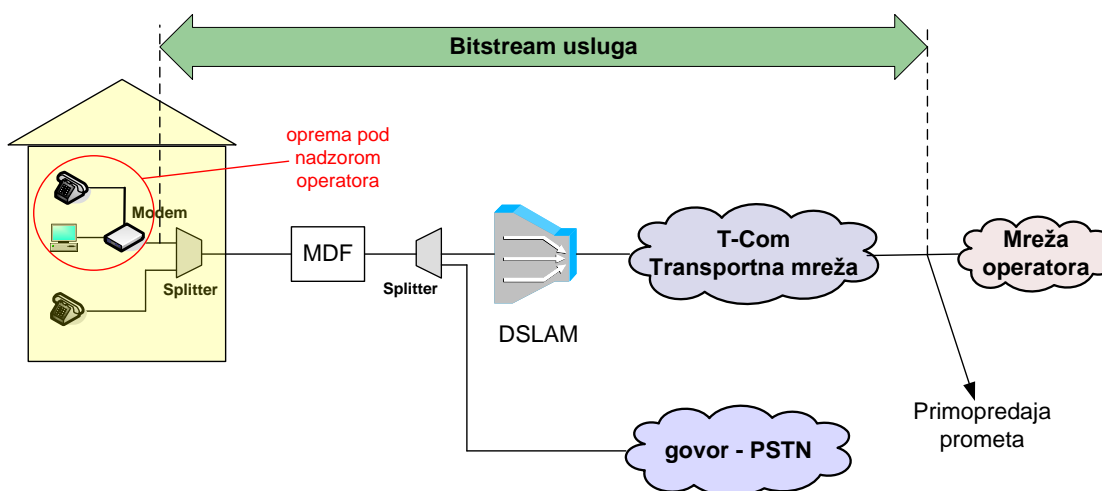 Bitstream usluga
oprema pod
nadzorom
operatora
Modem
Splitter
MDF
Splitter
DSLAM
T-Com
Transportna mreža
Mreža
operatora
Primopredaja
prometa
govor - PSTN